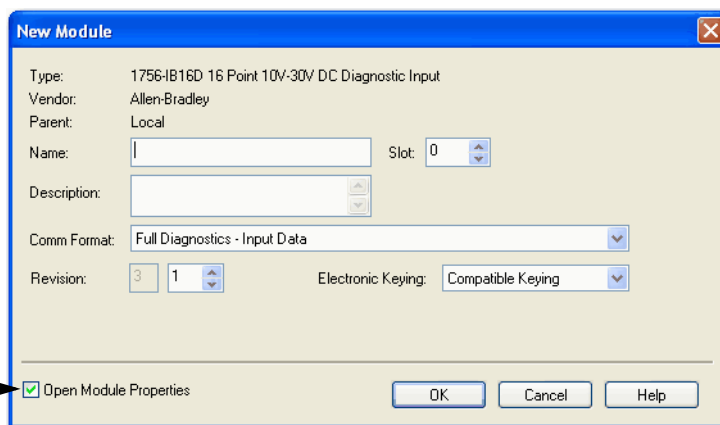 New Module
Type: 1756-IB16D 16 Point 10V-30V DC Diagnostic Input
Vendor: Allen-Bradley
Parent: Local
Name: Slot: 0
Description:
Comm Format: Full Diagnostics - Input Data
Revision: 3 1 Electronic Keying: Compatible Keying
Open Module Properties OK Cancel Help